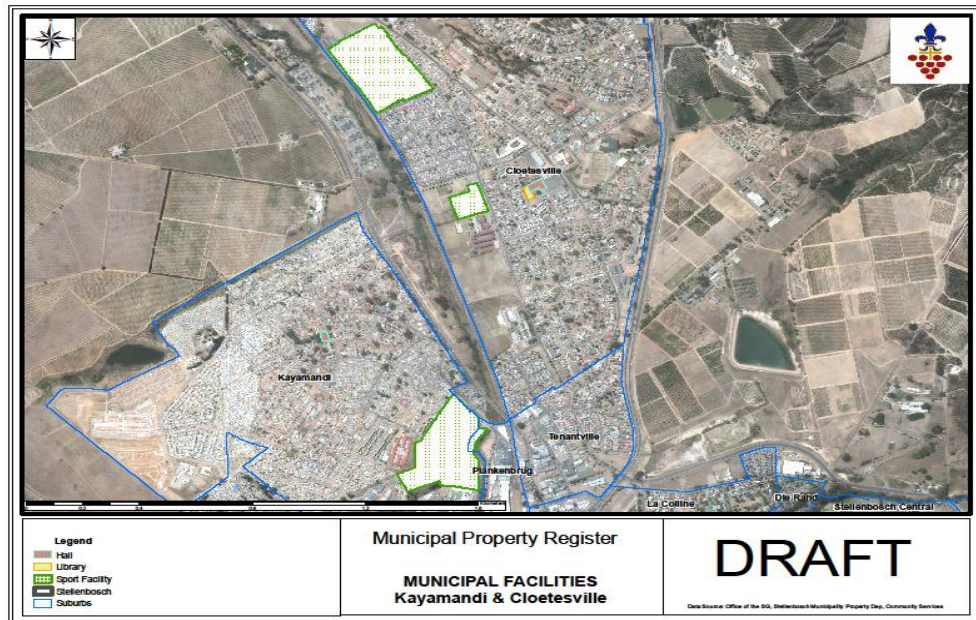 Cloetesville
Kayamandi
Tenantville
Plankenbrug
La Colline
Die Rand
Stellenbosch Central
Legend
Hall
Library
Sport Facility
Stellenbosch
Suburbs
Municipal Property Register
MUNICIPAL FACILITIES
Kayamandi & Cloetesville
DRAFT
Data Source: Office of the SG, Stellenbosch Municipality Property Dep, Community Services